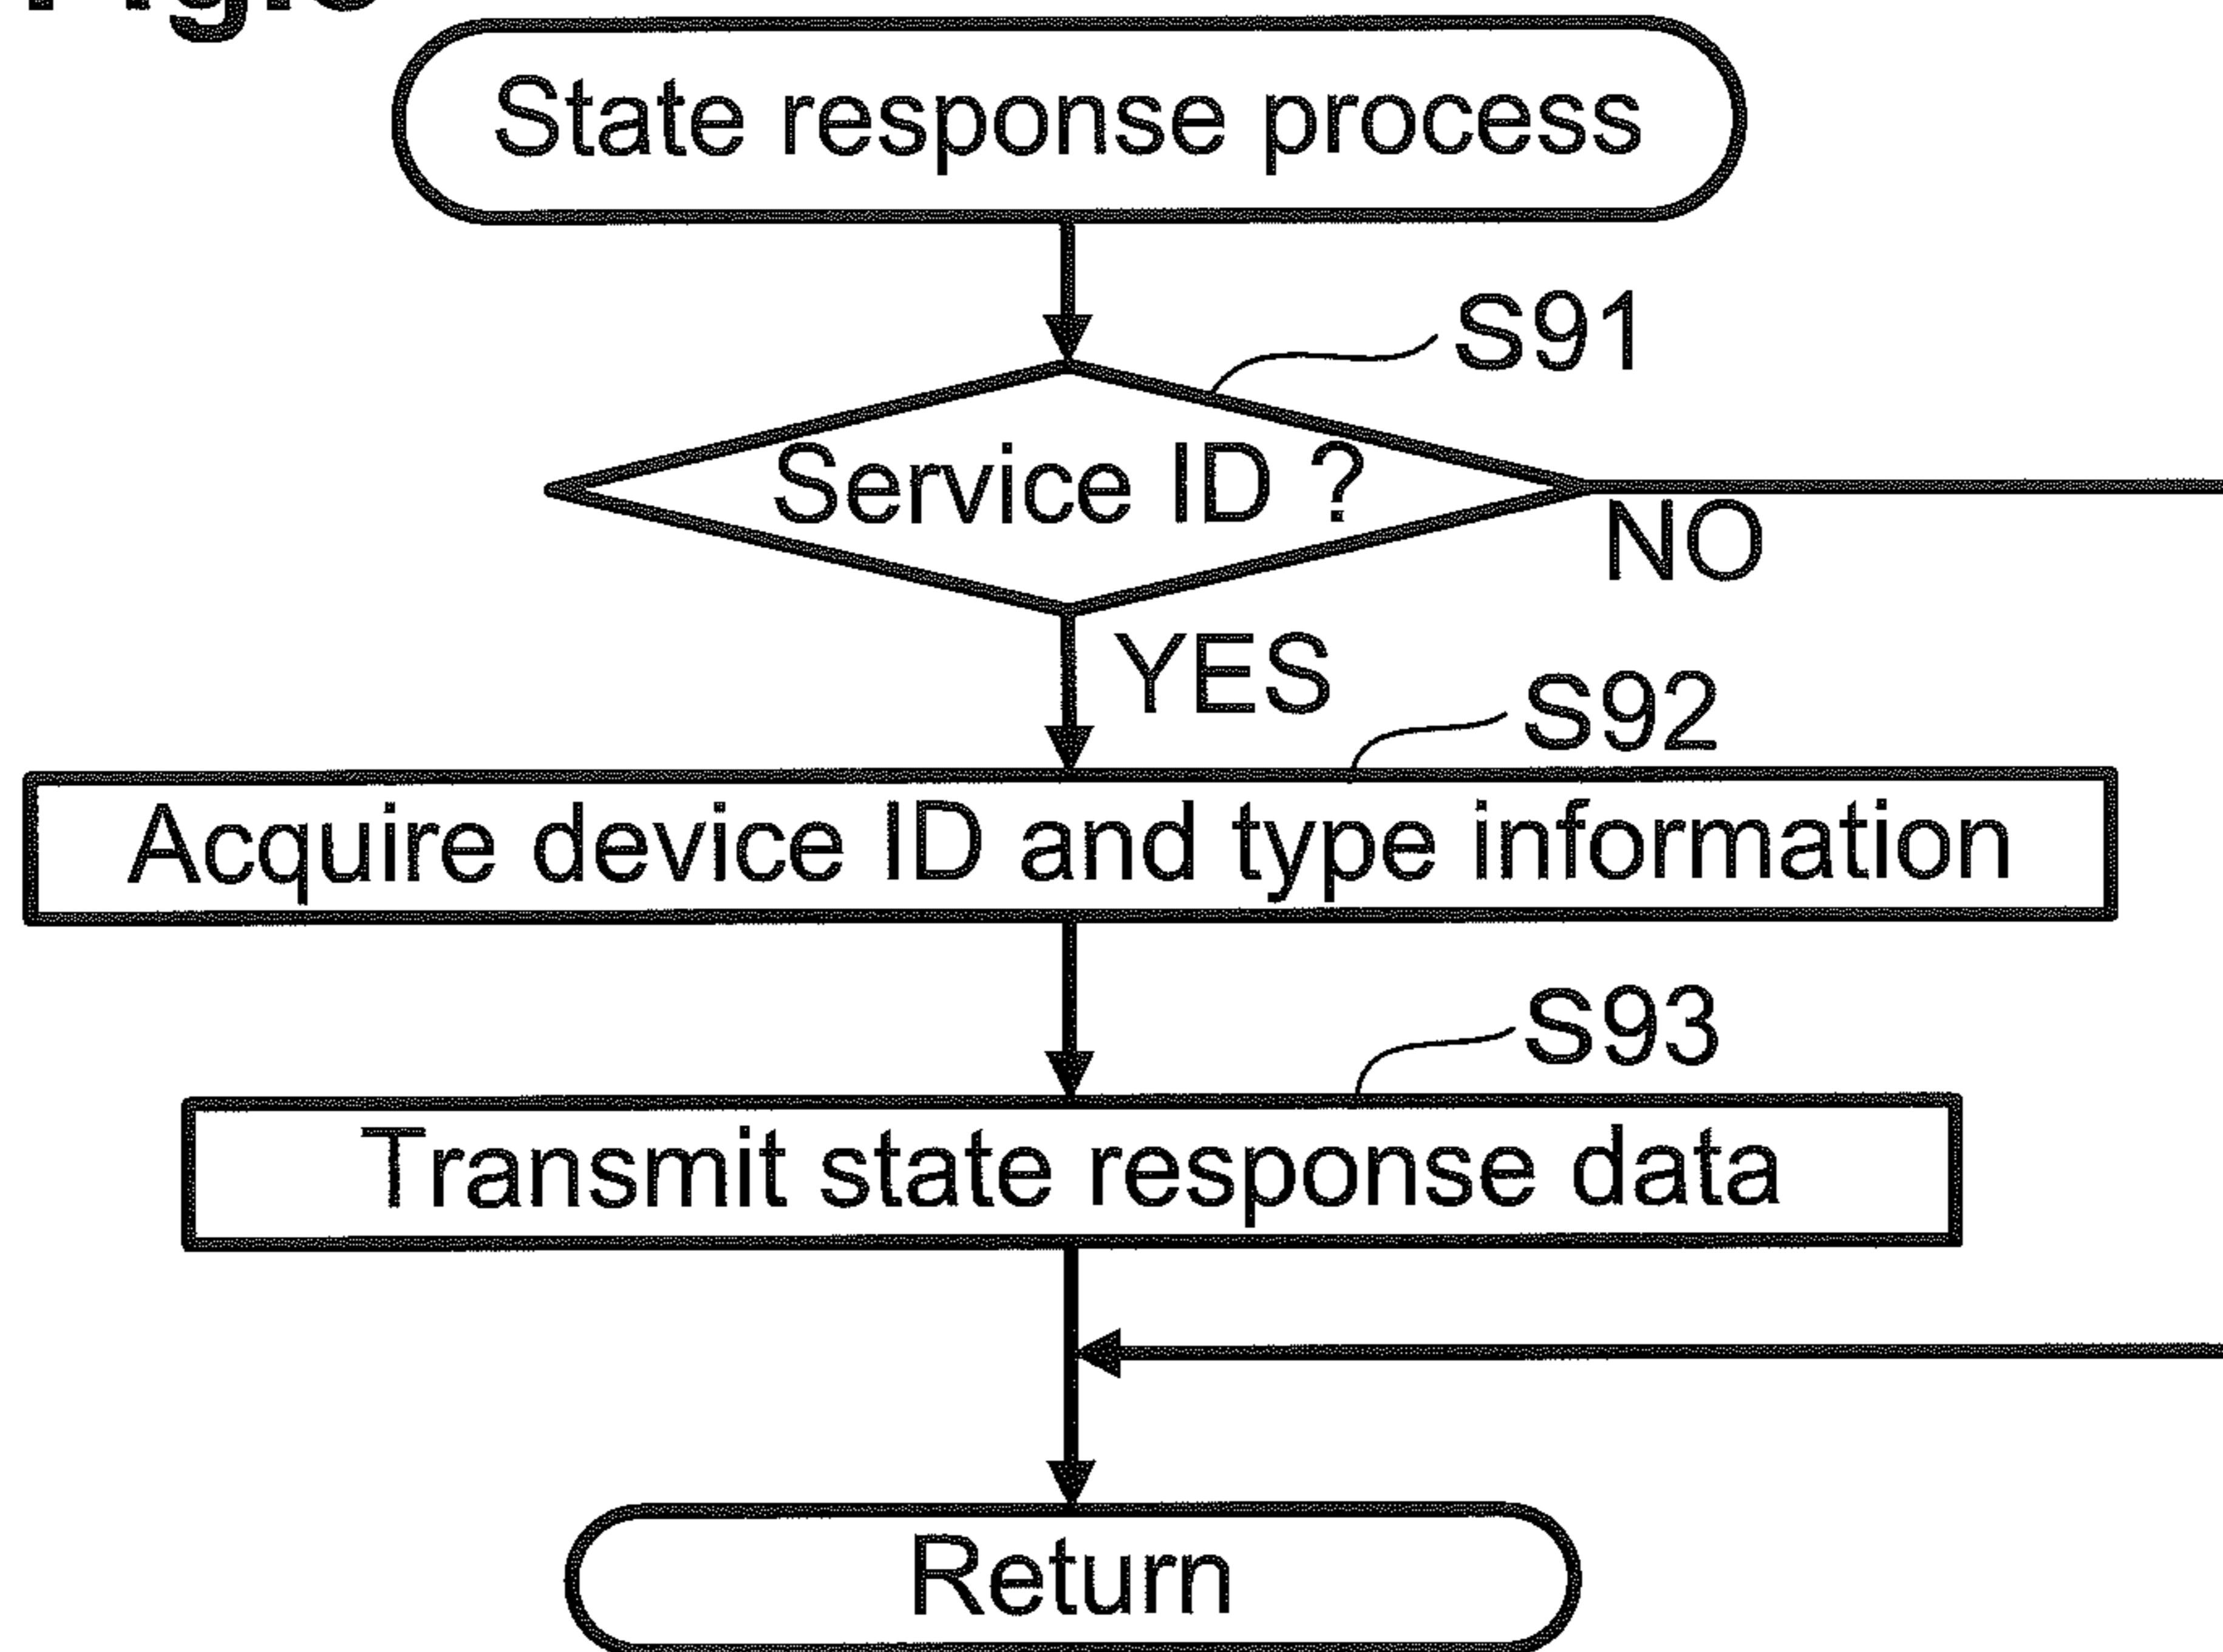 State response process
S91
Service ID ?
NO
YES
S92
Acquire device ID and type information
S93
Transmit state response data
Return